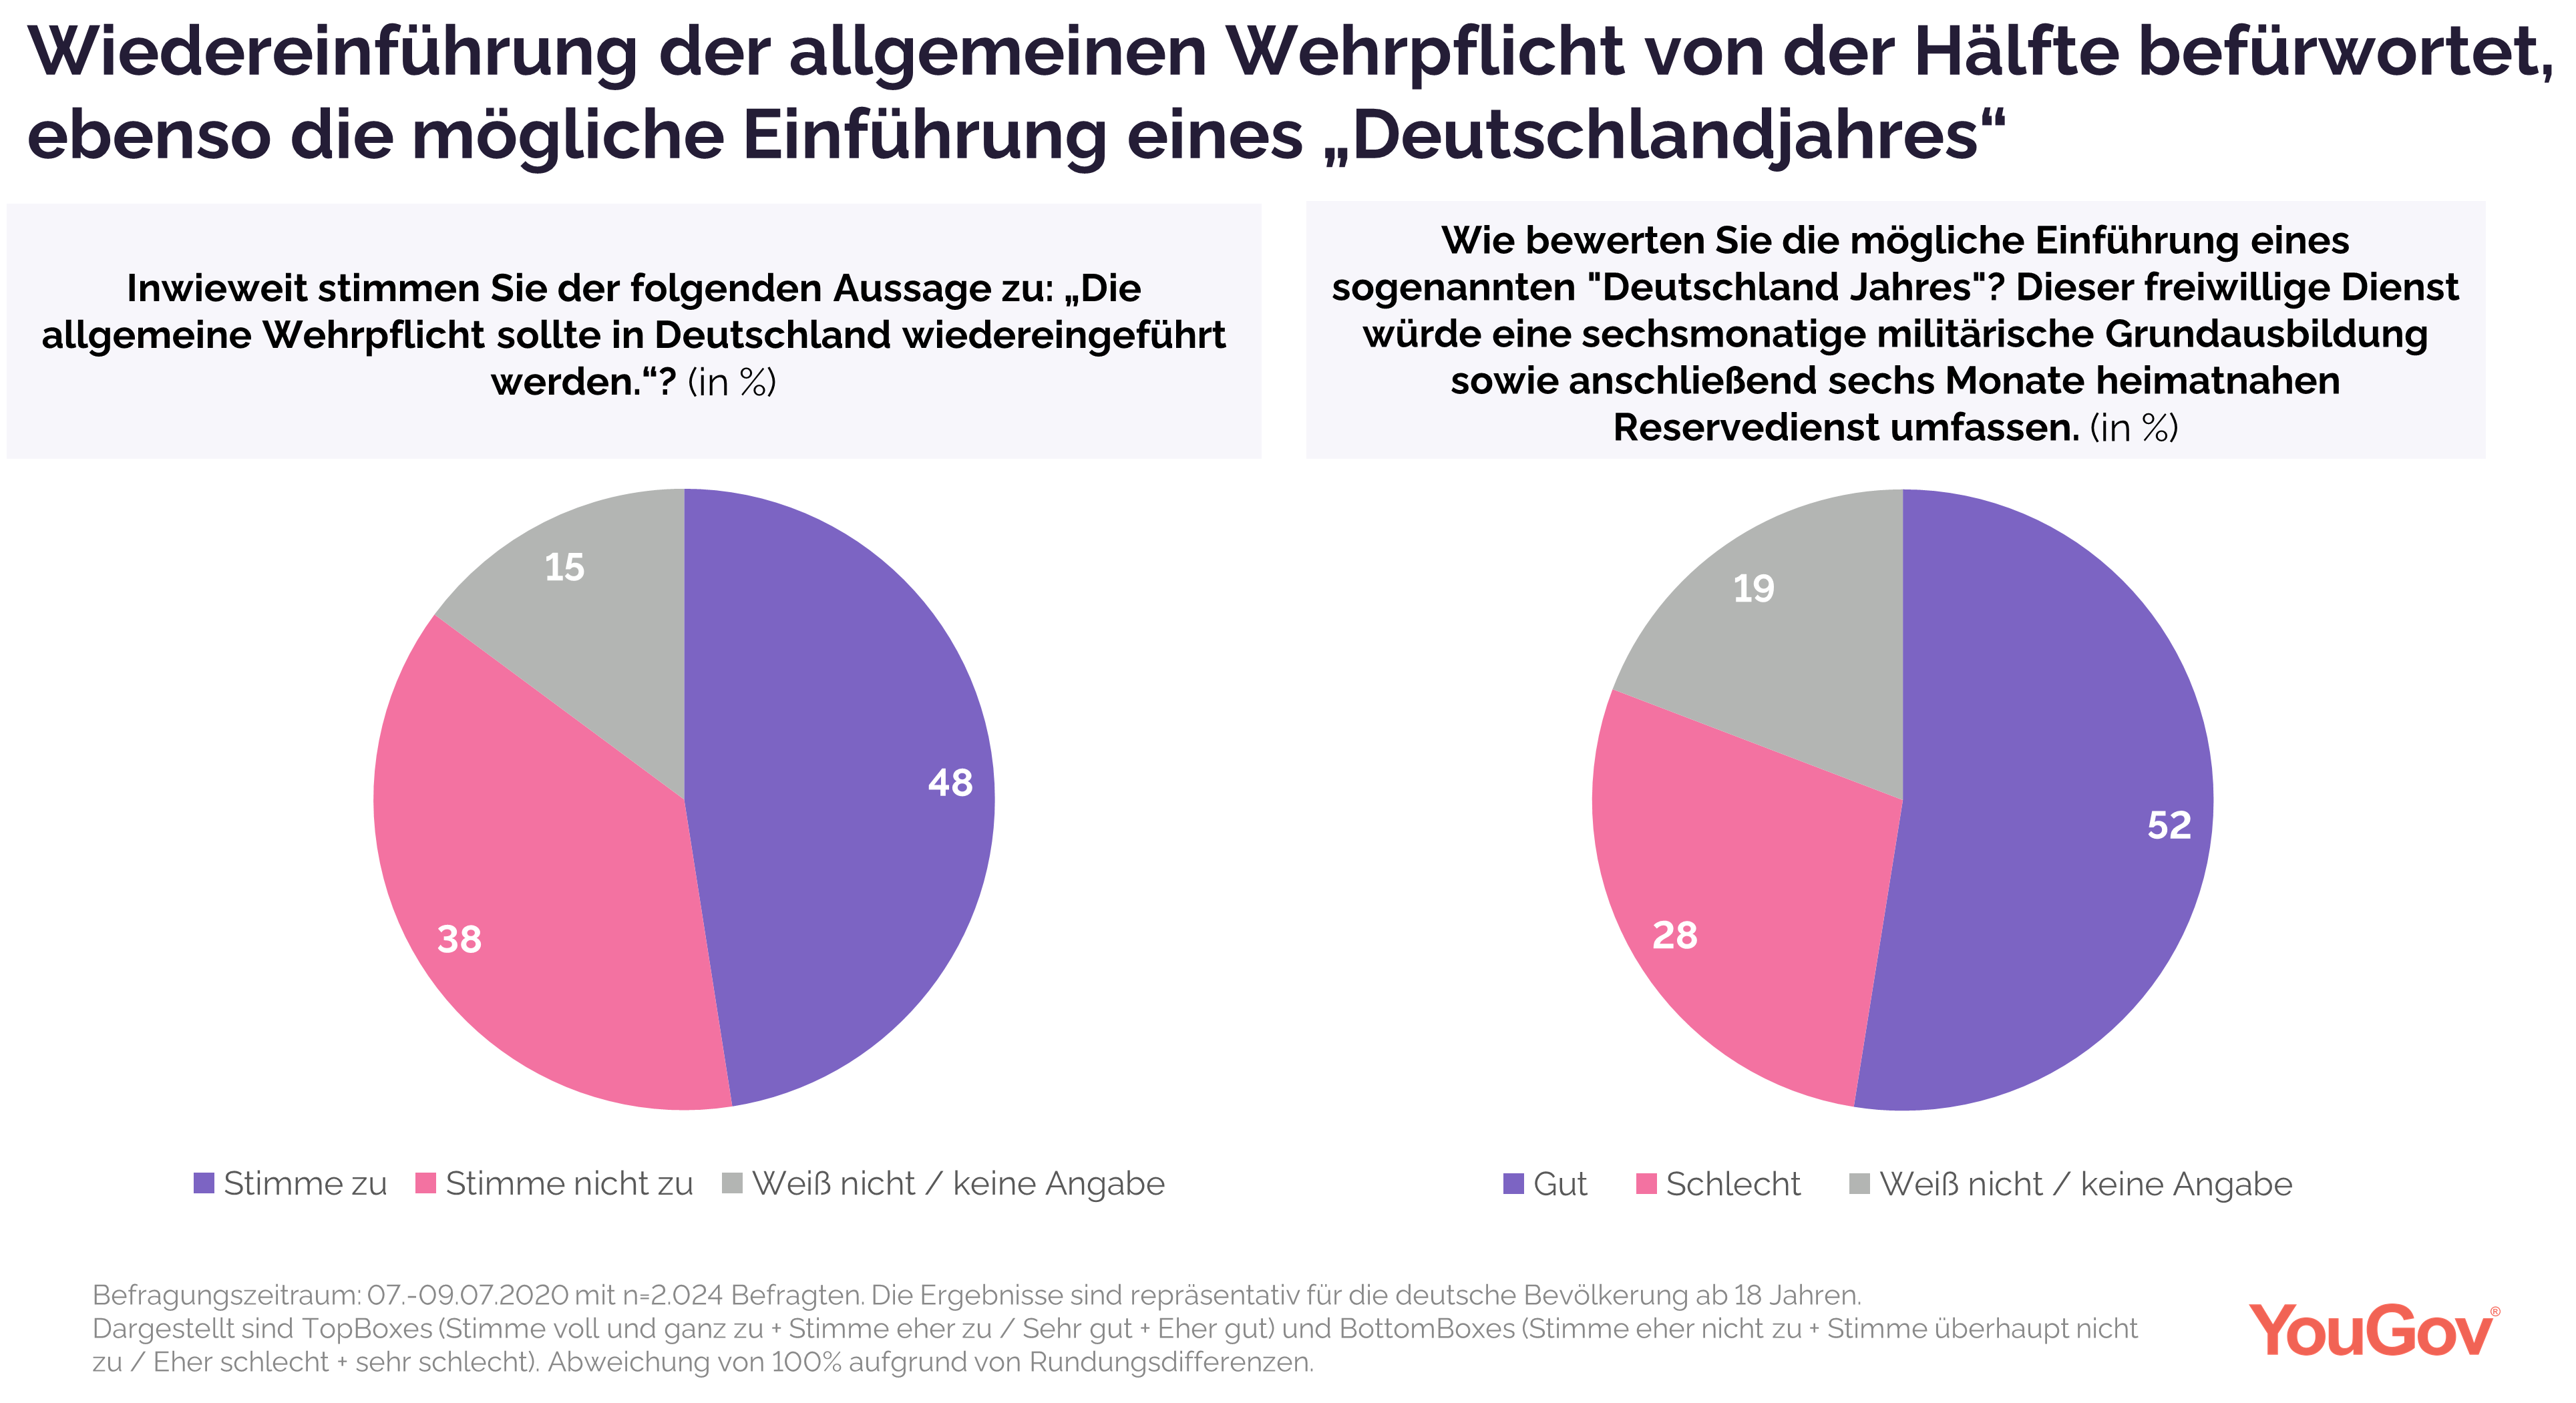 Wiedereinführung der allgemeinen Wehrpflicht von der Hälfte befürwortet,
ebenso die mögliche Einführung eines „Deutschlandjahres“
Inwieweit stimmen Sie der folgenden Aussage zu: „Die
allgemeine Wehrpflicht sollte in Deutschland wiedereingeführt
werden.“? (in %)
Wie bewerten Sie die mögliche Einführung eines
sogenannten "Deutschland Jahres"? Dieser freiwillige Dienst
würde eine sechsmonatige militärische Grundausbildung
sowie anschließend sechs Monate heimatnahen
Reservedienst umfassen. (in %)
15
48
38
19
52
28
Stimme zu
Stimme nicht zu
Weiß nicht / keine Angabe
Gut
Schlecht
Weiß nicht / keine Angabe
Befragungszeitraum: 07.-09.07.2020 mit n=2.024 Befragten. Die Ergebnisse sind repräsentativ für die deutsche Bevölkerung ab 18 Jahren.
Dargestellt sind TopBoxes (Stimme voll und ganz zu + Stimme eher zu / Sehr gut + Eher gut) und BottomBoxes (Stimme eher nicht zu + Stimme überhaupt nicht
zu / Eher schlecht + sehr schlecht). Abweichung von 100% aufgrund von Rundungsdifferenzen.
YouGov®